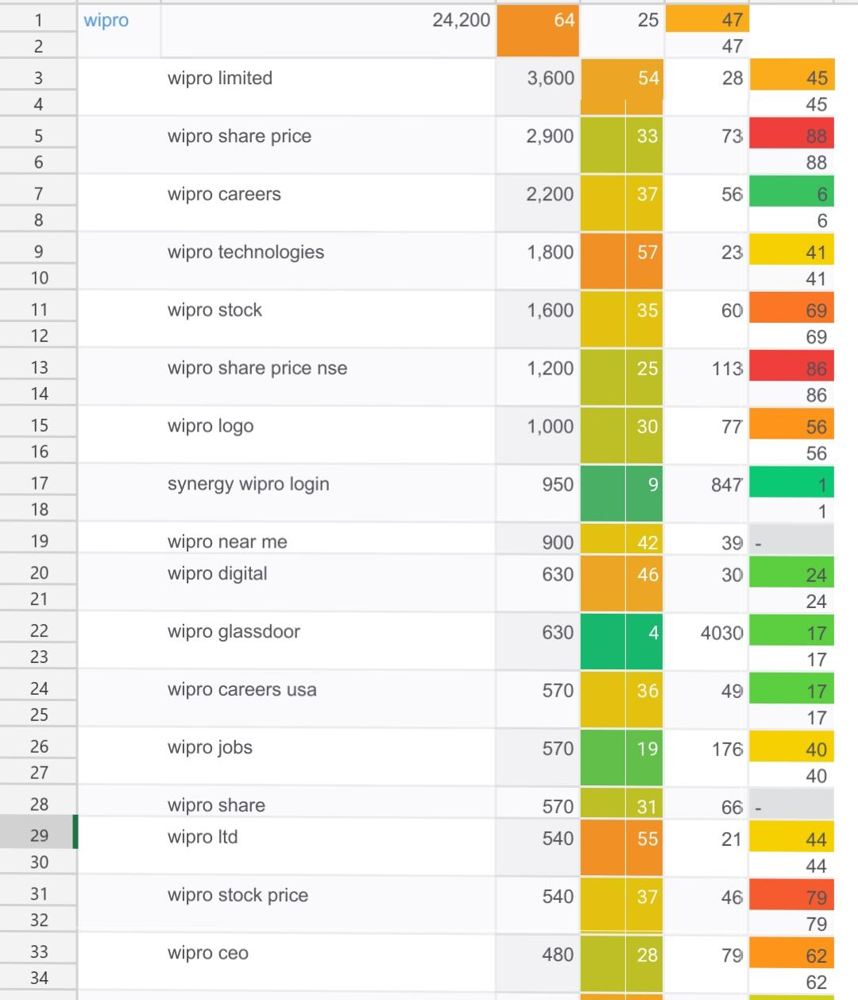 1 wipro 24,200 64 25 47
2 47
3 wipro limited 3,600 54 28 45
4 45
5 wipro share price 2,900 33 73 88
6 88
7 wipro careers 2,200 37 56 6
8 6
9 wipro technologies 1,800 57 23 41
10 41
11 wipro stock 1,600 35 60 69
12 69
13 wipro share price nse 1,200 25 113 86
14 86
15 wipro logo 1,000 30 77 56
16 56
17 synergy wipro login 950 9 847 1
18 1
19 wipro near me 900 42 39 -
20 wipro digital 630 46 30 24
21 24
22 wipro glassdoor 630 4 4030 17
23 17
24 wipro careers usa 570 36 49 17
25 17
26 wipro jobs 570 19 176 40
27 40
28 wipro share 570 31 66 -
29 wipro ltd 540 55 21 44
30 44
31 wipro stock price 540 37 46 79
32 79
33 wipro ceo 480 28 79 62
34 62